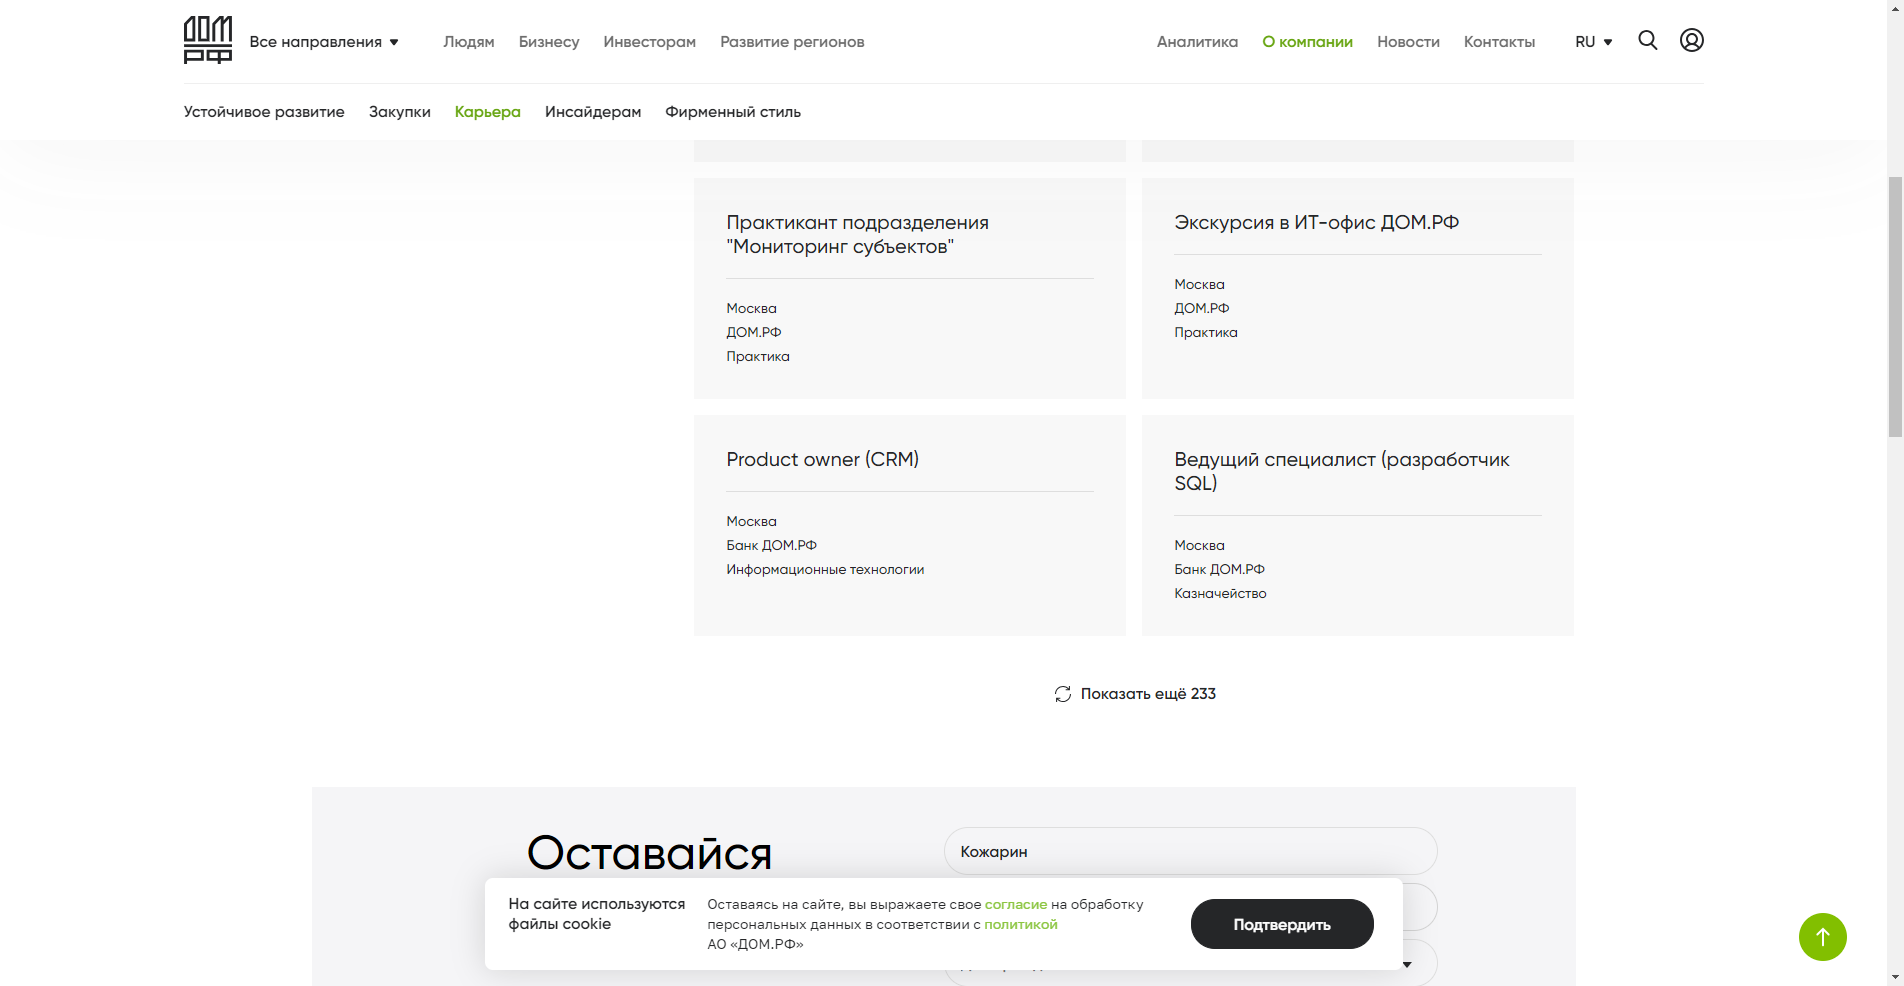 ДОМ
РФ
Все направления
Людям
Бизнесу
Инвесторам
Развитие регионов
Аналитика
О компании
Новости
Контакты
RU
Устойчивое развитие
Закупки
Карьера
Инсайдерам
Фирменный стиль
Практикант подразделения
"Мониторинг субъектов"
Москва
ДОМ.РФ
Практика
Экскурсия в ИТ-офис ДОМ.РФ
Москва
ДОМ.РФ
Практика
Product owner (CRM)
Москва
Банк ДОМ.РФ
Информационные технологии
Ведущий специалист (разработчик
SQL)
Москва
Банк ДОМ.РФ
Казначейство
Показать ещё 233
Оставайся
Кожарин
На сайте используются
файлы cookie
Оставаясь на сайте, вы выражаете свое согласие на обработку
персональных данных в соответствии с политикой
АО «ДОМ.РФ»
Подтвердить